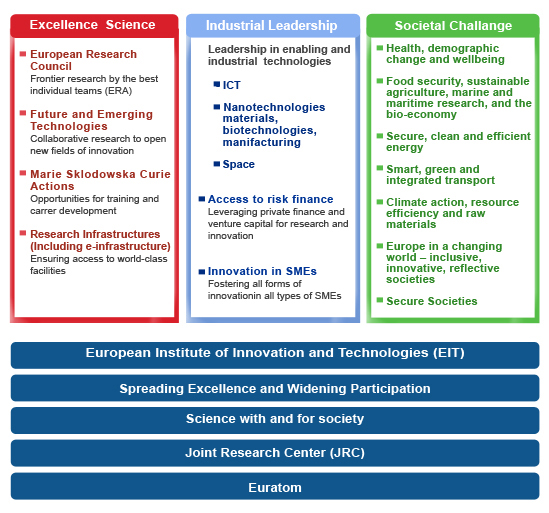 Excellence Science
European Research
Council
Frontier research by the best
individual teams (ERA)
Future and Emerging
Technologies
Collaborative research to open
new fields of innovation
Marie Sklodowska Curie
Actions
Opportunities for training and
carrer development
Research Infrastructures
(Including e-infrastructure)
Ensuring access to world-class
facilities
Industrial Leadership
Leadership in enabling and
industrial technologies
ICT
Nanotechnologies
materials,
biotechnologies,
manifacturing
Space
Access to risk finance
Leveraging private finance and
venture capital for research and
innovation
Innovation in SMEs
Fostering all forms of
innovationin all types of SMEs
Societal Challange
Health, demographic
change and wellbeing
Food security, sustainable
agriculture, marine and
maritime research, and the
bio-economy
Secure, clean and efficient
energy
Smart, green and
integrated transport
Climate action, resource
efficiency and raw
materials
Europe in a changing
world – inclusive,
innovative, reflective
societies
Secure Societies
European Institute of Innovation and Technologies (EIT)
Spreading Excellence and Widening Participation
Science with and for society
Joint Research Center (JRC)
Euratom